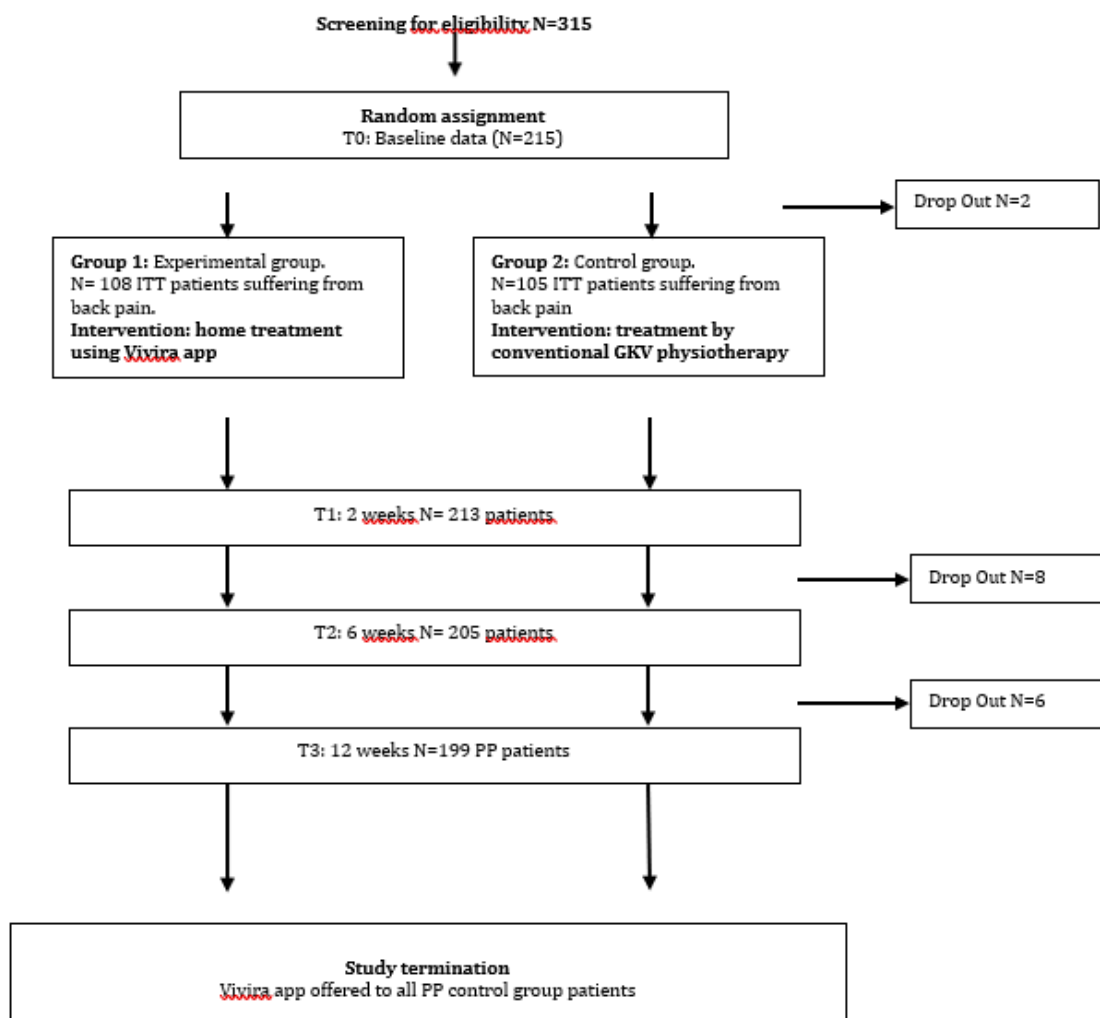 Screening for eligibility N=315
Random assignment
T0: Baseline data (N=215)
Drop Out N=2
Group 1: Experimental group.
N= 108 ITT patients suffering from
back pain.
Intervention: home treatment
using Vivira app
Group 2: Control group.
N=105 ITT patients suffering from
back pain
Intervention: treatment by
conventional GKV physiotherapy
T1: 2 weeks N= 213 patients
Drop Out N=8
T2: 6 weeks N= 205 patients
Drop Out N=6
T3: 12 weeks N=199 PP patients
Study termination
Vivira app offered to all PP control group patients